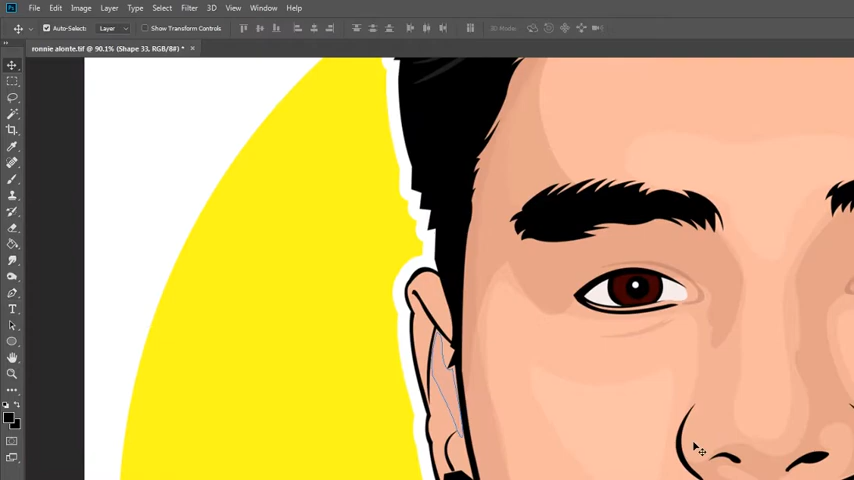 Ps File Edit Image Layer Type Select Filter 3D View Window Help
Auto-Select: Layer Show Transform Controls 3D Mode:
ronnie alonte.tif @ 90.1% (Shape 33, RGB/8#) * ×
T